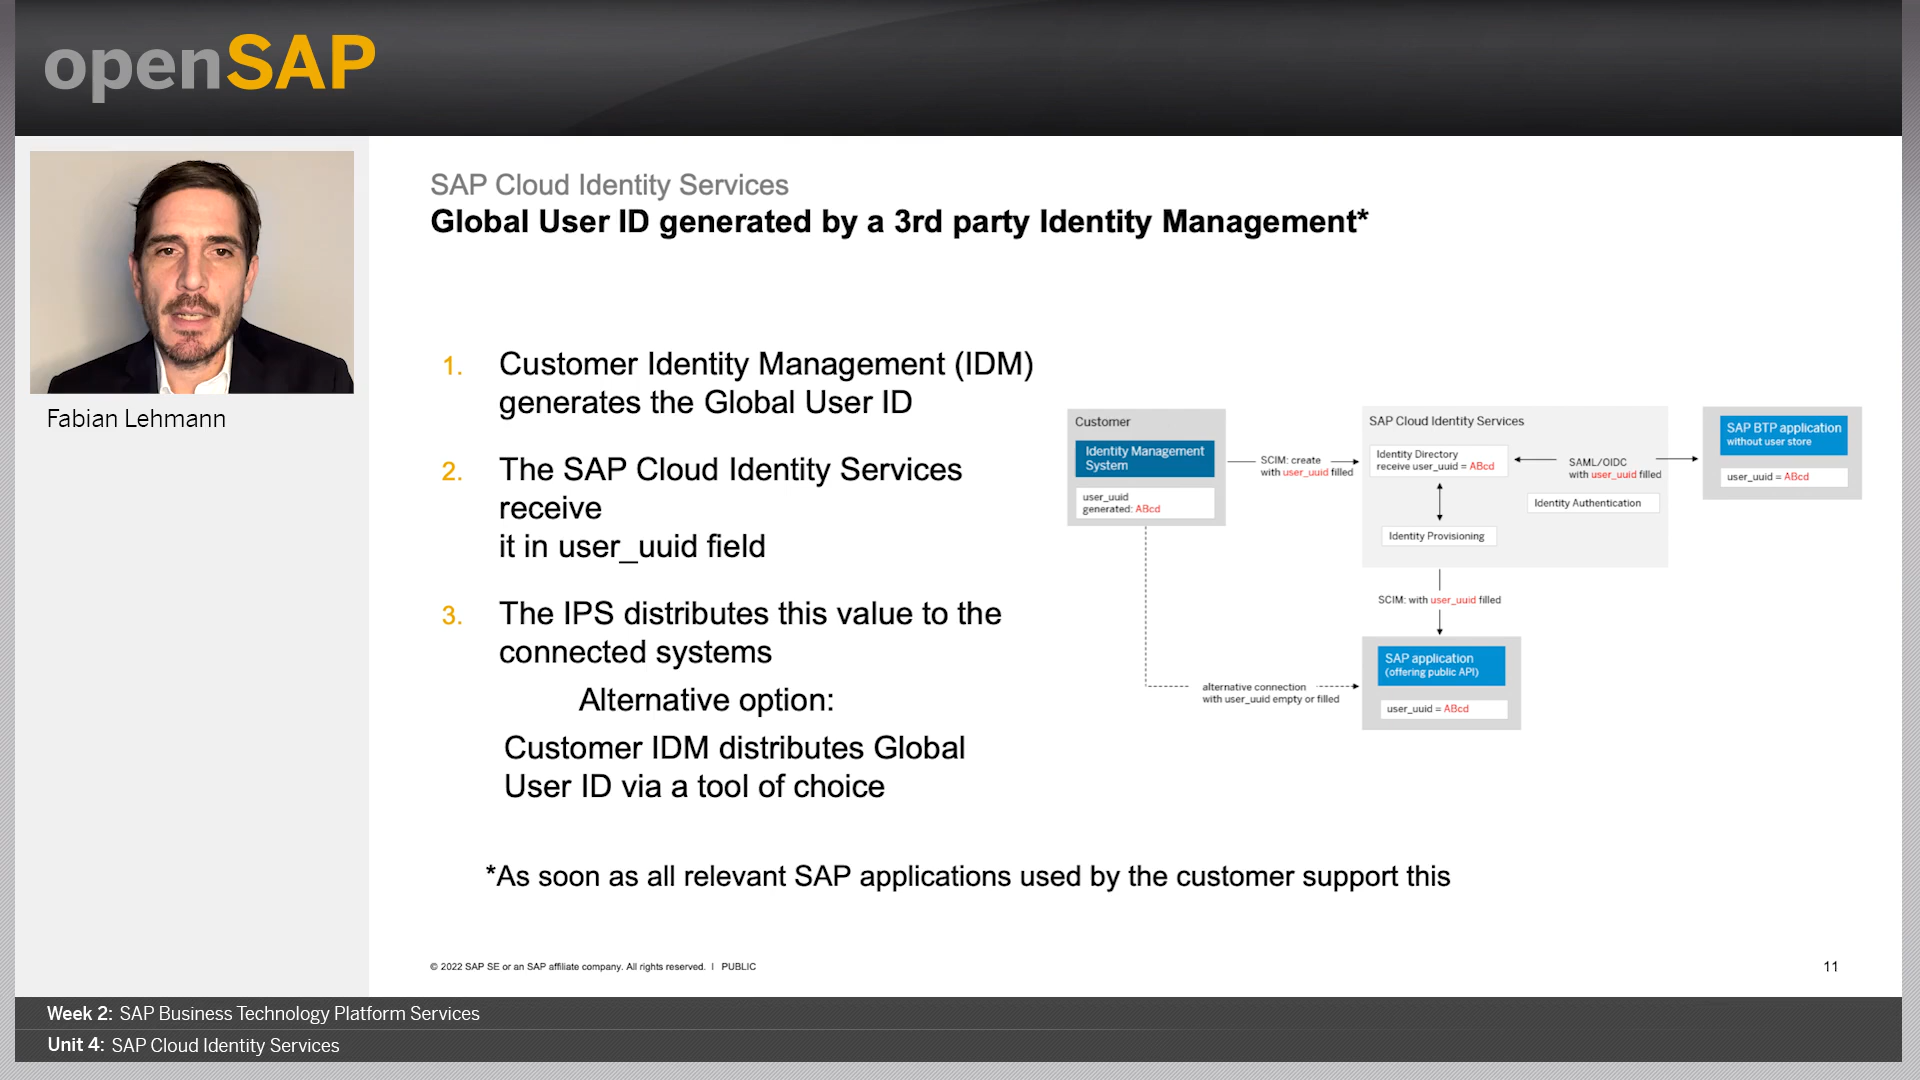 openSAP
Fabian Lehmann
SAP Cloud Identity Services
Global User ID generated by a 3rd party Identity Management*
1. Customer Identity Management (IDM)
generates the Global User ID
2. The SAP Cloud Identity Services
receive
it in user_uuid field
3. The IPS distributes this value to the
connected systems
Alternative option:
Customer IDM distributes Global
User ID via a tool of choice
Customer
Identity Management
System
user_uuid
generated: ABcd
SCIM: create
with user_uuid filled
SAP Cloud Identity Services
Identity Directory
receive user_uuid = ABcd
SAML/OIDC
with user_uuid filled
Identity Authentication
Identity Provisioning
SAP BTP application
without user store
user_uuid = ABcd
SCIM: with user_uuid filled
alternative connection
with user_uuid empty or filled
SAP application
(offering public API)
user_uuid = ABcd
*As soon as all relevant SAP applications used by the customer support this
© 2022 SAP SE or an SAP affiliate company. All rights reserved. I PUBLIC
11
Week 2: SAP Business Technology Platform Services
Unit 4: SAP Cloud Identity Services